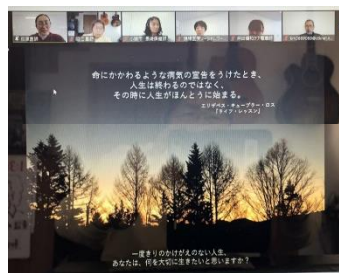 命にかかわるような病気の宣告をうけたとき、
人生は終わるのではなく、
その時に人生がほんとうに始まる。
エリザベス・キューブラー・ロス
『ライフ・レッスン』
一度きりのかけがえのない人生、
あなたは、何を大切に生きたいと思いますか？